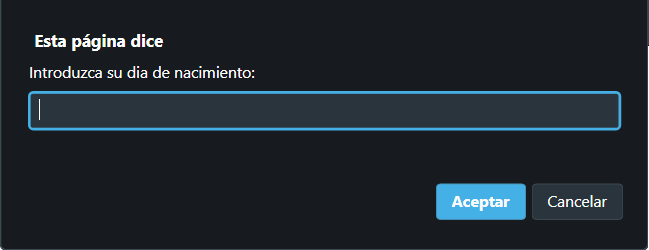 Esta página dice
Introduzca su dia de nacimiento:
Aceptar Cancelar